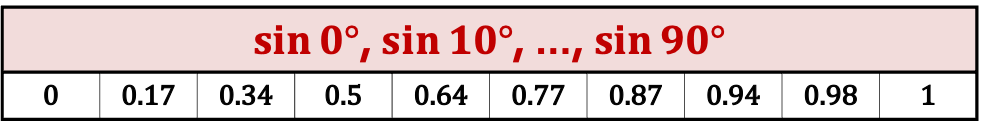 sin 0°, sin 10°, ..., sin 90°
0 0.17 0.34 0.5 0.64 0.77 0.87 0.94 0.98 1